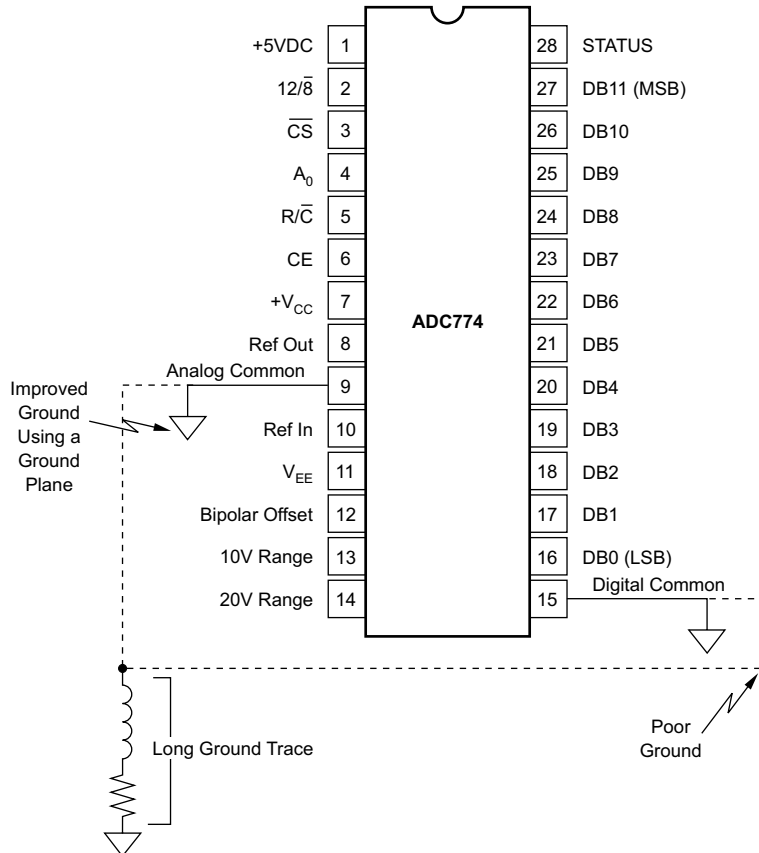 +5VDC 1
12/8̅ 2
C̅S̅ 3
A₀ 4
R/C̅ 5
CE 6
+V_CC 7
Ref Out 8
Analog Common 9
Ref In 10
V_EE 11
Bipolar Offset 12
10V Range 13
20V Range 14
ADC774
28 STATUS
27 DB11 (MSB)
26 DB10
25 DB9
24 DB8
23 DB7
22 DB6
21 DB5
20 DB4
19 DB3
18 DB2
17 DB1
16 DB0 (LSB)
15 Digital Common
Improved
Ground
Using a
Ground
Plane
Long Ground Trace
Poor
Ground